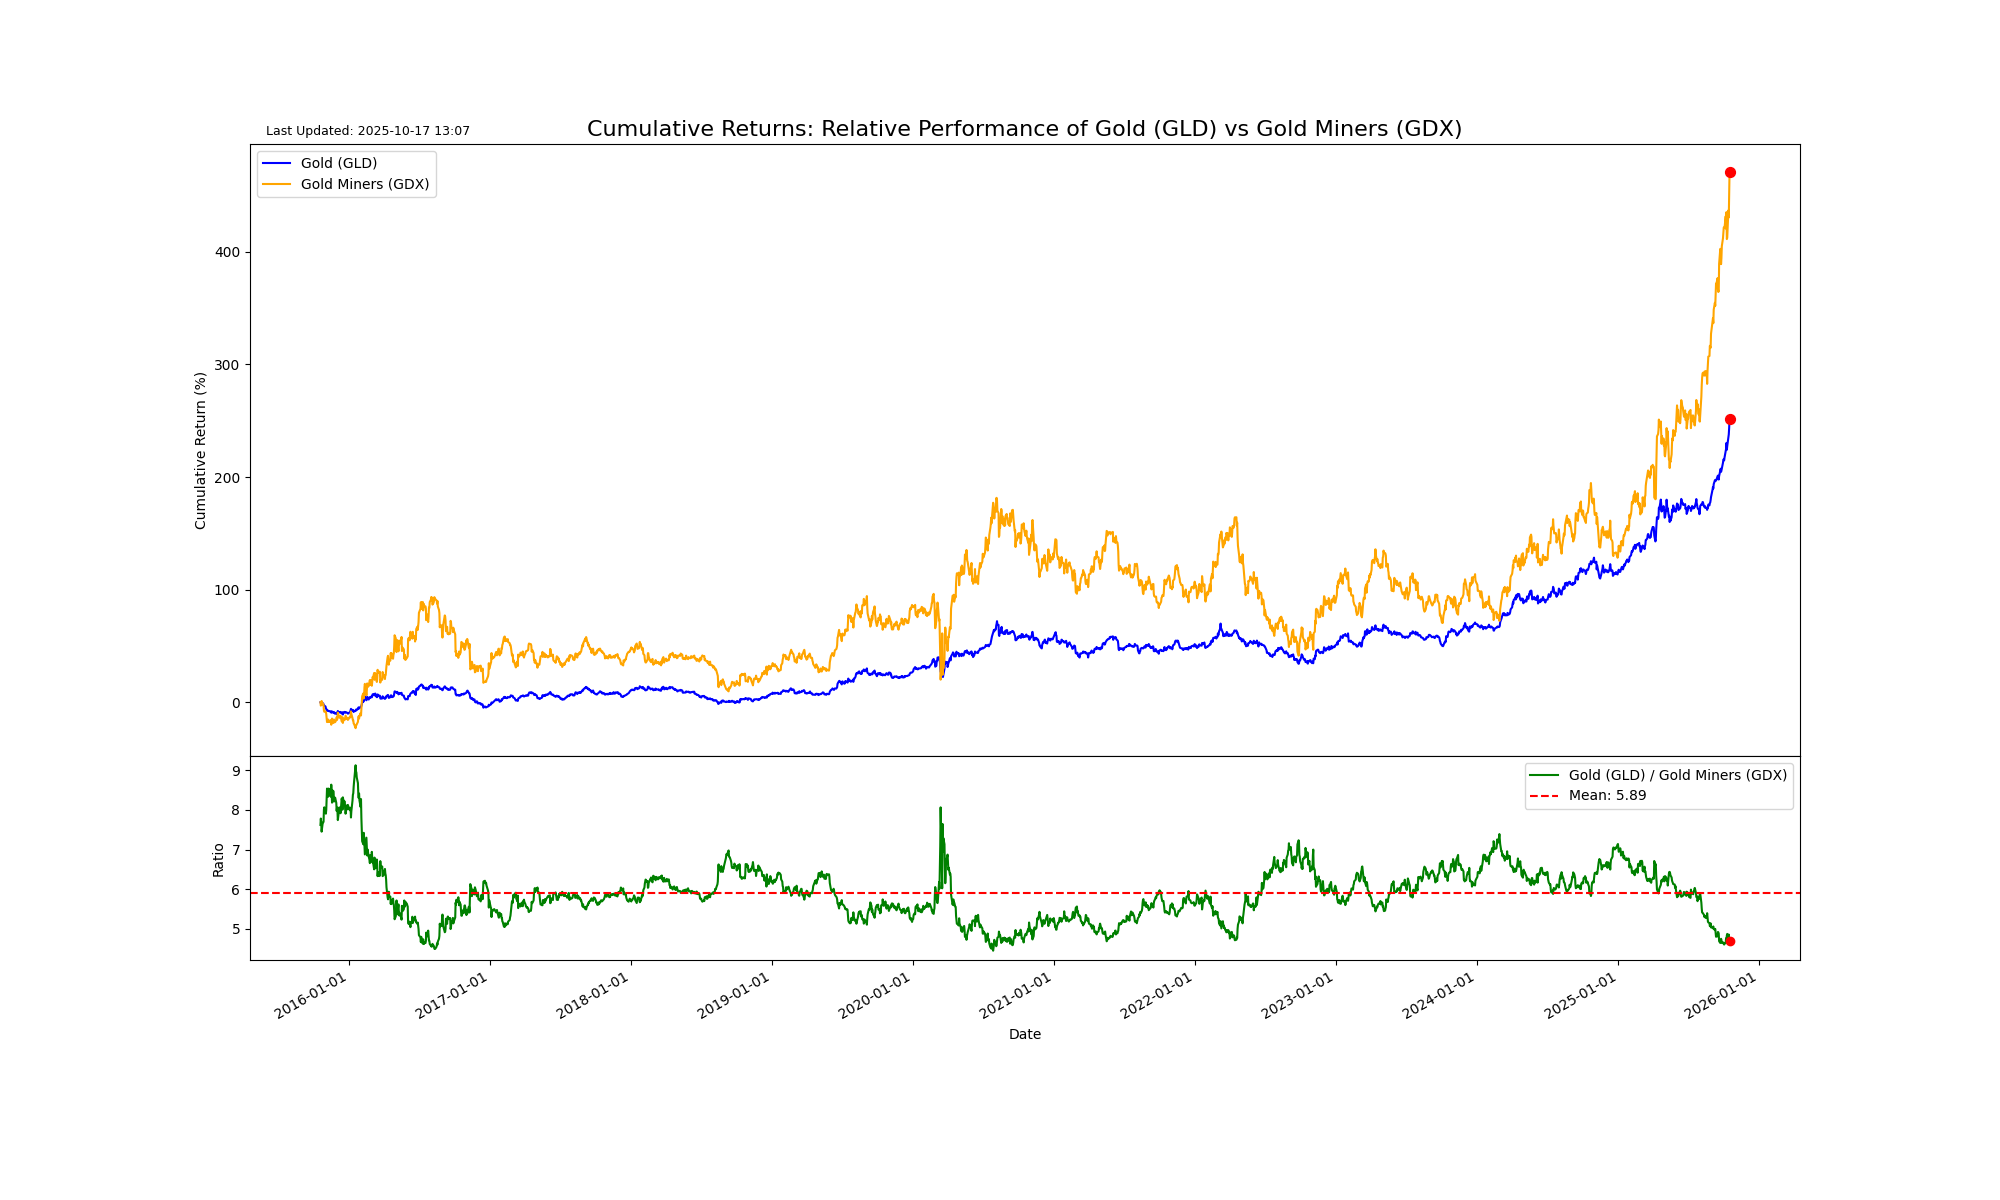 Last Updated: 2025-10-17 13:07
Cumulative Returns: Relative Performance of Gold (GLD) vs Gold Miners (GDX)
Gold (GLD)
Gold Miners (GDX)
400
300
200
100
0
Cumulative Return (%)
Gold (GLD) / Gold Miners (GDX)
Mean: 5.89
9
8
7
6
5
Ratio
2016-01-01
2017-01-01
2018-01-01
2019-01-01
2020-01-01
2021-01-01
2022-01-01
2023-01-01
2024-01-01
2025-01-01
2026-01-01
Date